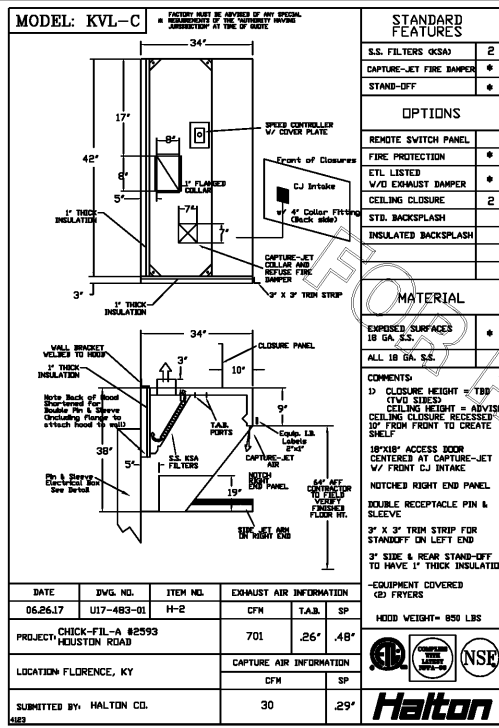 MODEL: KVL-C
FACTORY MUST BE ADVISED OF ANY SPECIAL
* REQUIREMENTS OF THE "AUTHORITY HAVING
JURISDICTION" AT TIME OF QUOTE
34"
17"
8"
42"
8"
5"
1" FLANGED
COLLAR
7"
7"
1" THICK
INSULATION
SPEED CONTROLLER
W/ COVER PLATE
Front of Closures
CJ Intake
w/ 4" Collar Fitting
(Back side)
CAPTURE-JET
COLLAR AND
REFUSE FIRE
DAMPER
3"
1" THICK
INSULATION
3" X 3" TRIM STRIP
FOR
34"
CLOSURE PANEL
WALL BRACKET
WELDED TO HOOD
3"
10"
1" THICK
INSULATION
Note Back of Hood
Shortened for
Double Pin & Sleeve
(Including flange to
attach hood to wall)
9"
T.A.B.
PORTS
Equip. I.D.
Labels
2"x1"
38"
5"
S.S. KSA
FILTERS
CAPTURE-JET
AIR
NOTCH
RIGHT
END PANEL
Pin & Sleeve
Electrical Box
See Detail
19"
64" AFF
CONTRACTOR
TO FIELD
VERIFY
FINISHED
FLOOR HT.
SIDE JET ARM
ON RIGHT END
STANDARD
FEATURES
S.S. FILTERS (KSA) 2
CAPTURE-JET FIRE DAMPER *
STAND-OFF *
OPTIONS
REMOTE SWITCH PANEL
FIRE PROTECTION *
ETL LISTED
W/O EXHAUST DAMPER *
CEILING CLOSURE 2
STD. BACKSPLASH
INSULATED BACKSPLASH
MATERIAL
EXPOSED SURFACES
18 GA. S.S. *
ALL 18 GA. S.S.
COMMENTS:
1) CLOSURE HEIGHT = TBD
(TWO SIDES)
CEILING HEIGHT = ADVISE
CEILING CLOSURE RECESSED
10" FROM FRONT TO CREATE
SHELF
18"X18" ACCESS DOOR
CENTERED AT CAPTURE-JET
W/ FRONT CJ INTAKE
NOTCHED RIGHT END PANEL
DOUBLE RECEPTACLE PIN &
SLEEVE
3" X 3" TRIM STRIP FOR
STANDOFF ON LEFT END
3" SIDE & REAR STAND-OFF
TO HAVE 1" THICK INSULATIO
-EQUIPMENT COVERED
(2) FRYERS
HOOD WEIGHT= 850 LBS
DATE DWG. NO. ITEM NO. EXHAUST AIR INFORMATION
06.26.17 U17-483-01 H-2 CFM T.A.B. SP
PROJECT: CHICK-FIL-A #2593
HOUSTON ROAD
701 .26" .48"
LOCATION: FLORENCE, KY
CAPTURE AIR INFORMATION
CFM SP
SUBMITTED BY: HALTON CO.
30 .29"
4123
ETL
COMPLIES
WITH
LATEST
NFPA-96
NSF
Halton